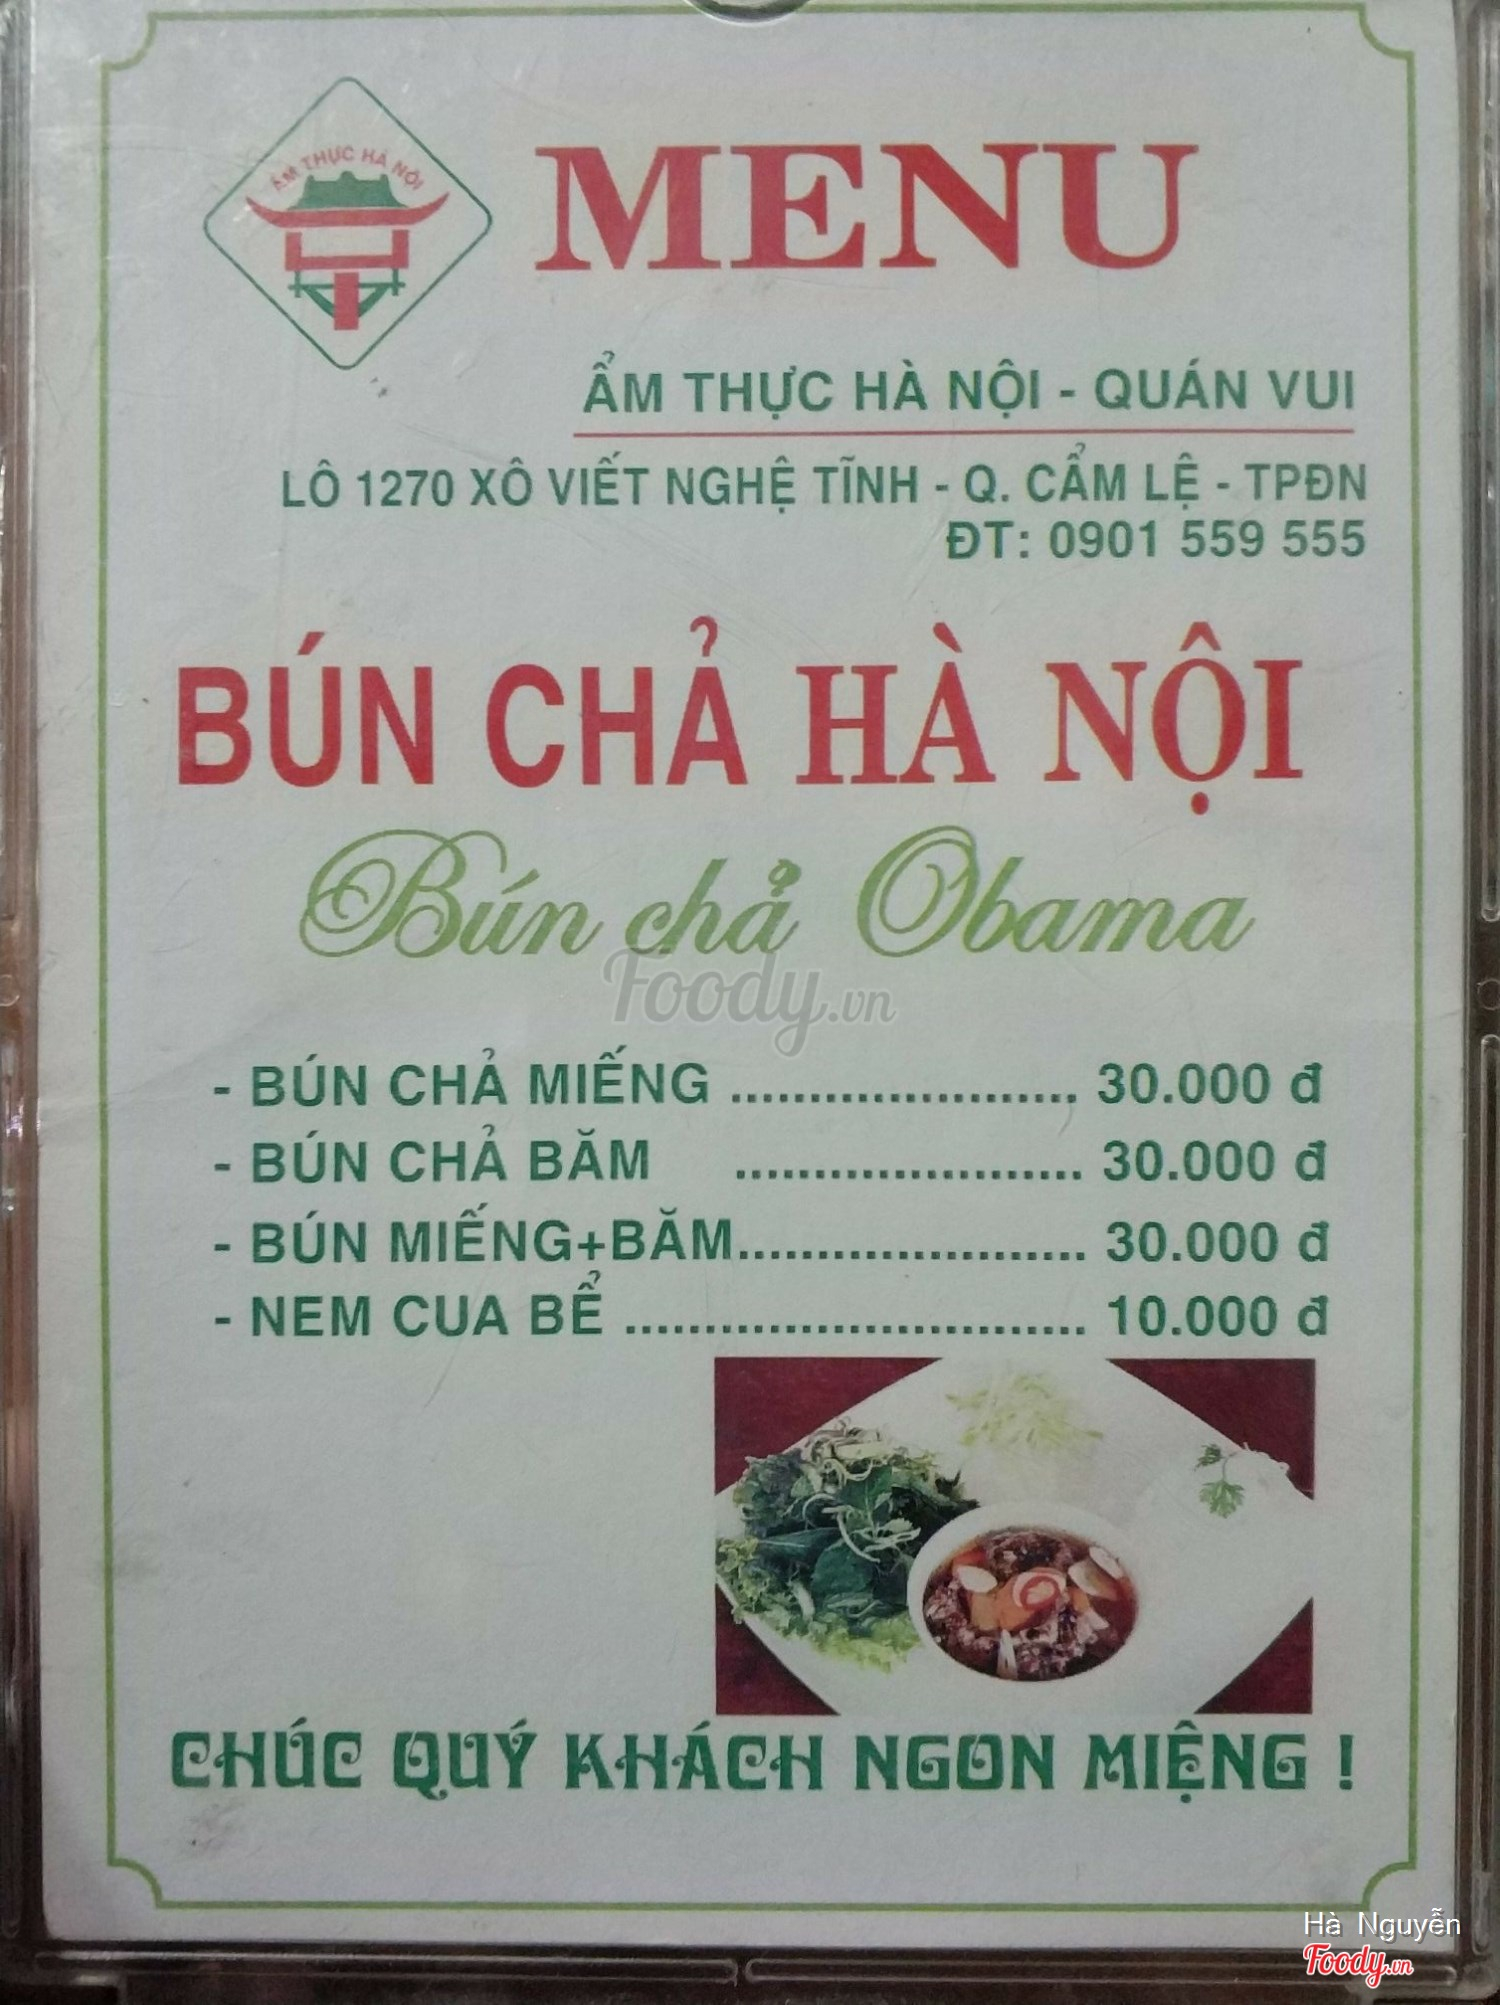 ẨM THỰC HÀ NỘI
MENU
ẨM THỰC HÀ NỘI - QUÁN VUI
LÔ 1270 XÔ VIẾT NGHỆ TĨNH - Q. CẨM LỆ - TPĐN
ĐT: 0901 559 555
BÚN CHẢ HÀ NỘI
Bún chả Obama
Foody.vn
- BÚN CHẢ MIẾNG ...................... 30.000 đ
- BÚN CHẢ BĂM ...................... 30.000 đ
- BÚN MIẾNG+BĂM...................... 30.000 đ
- NEM CUA BỂ ............................. 10.000 đ
CHÚC QUÝ KHÁCH NGON MIỆNG !
Hà Nguyễn
Foody.vn